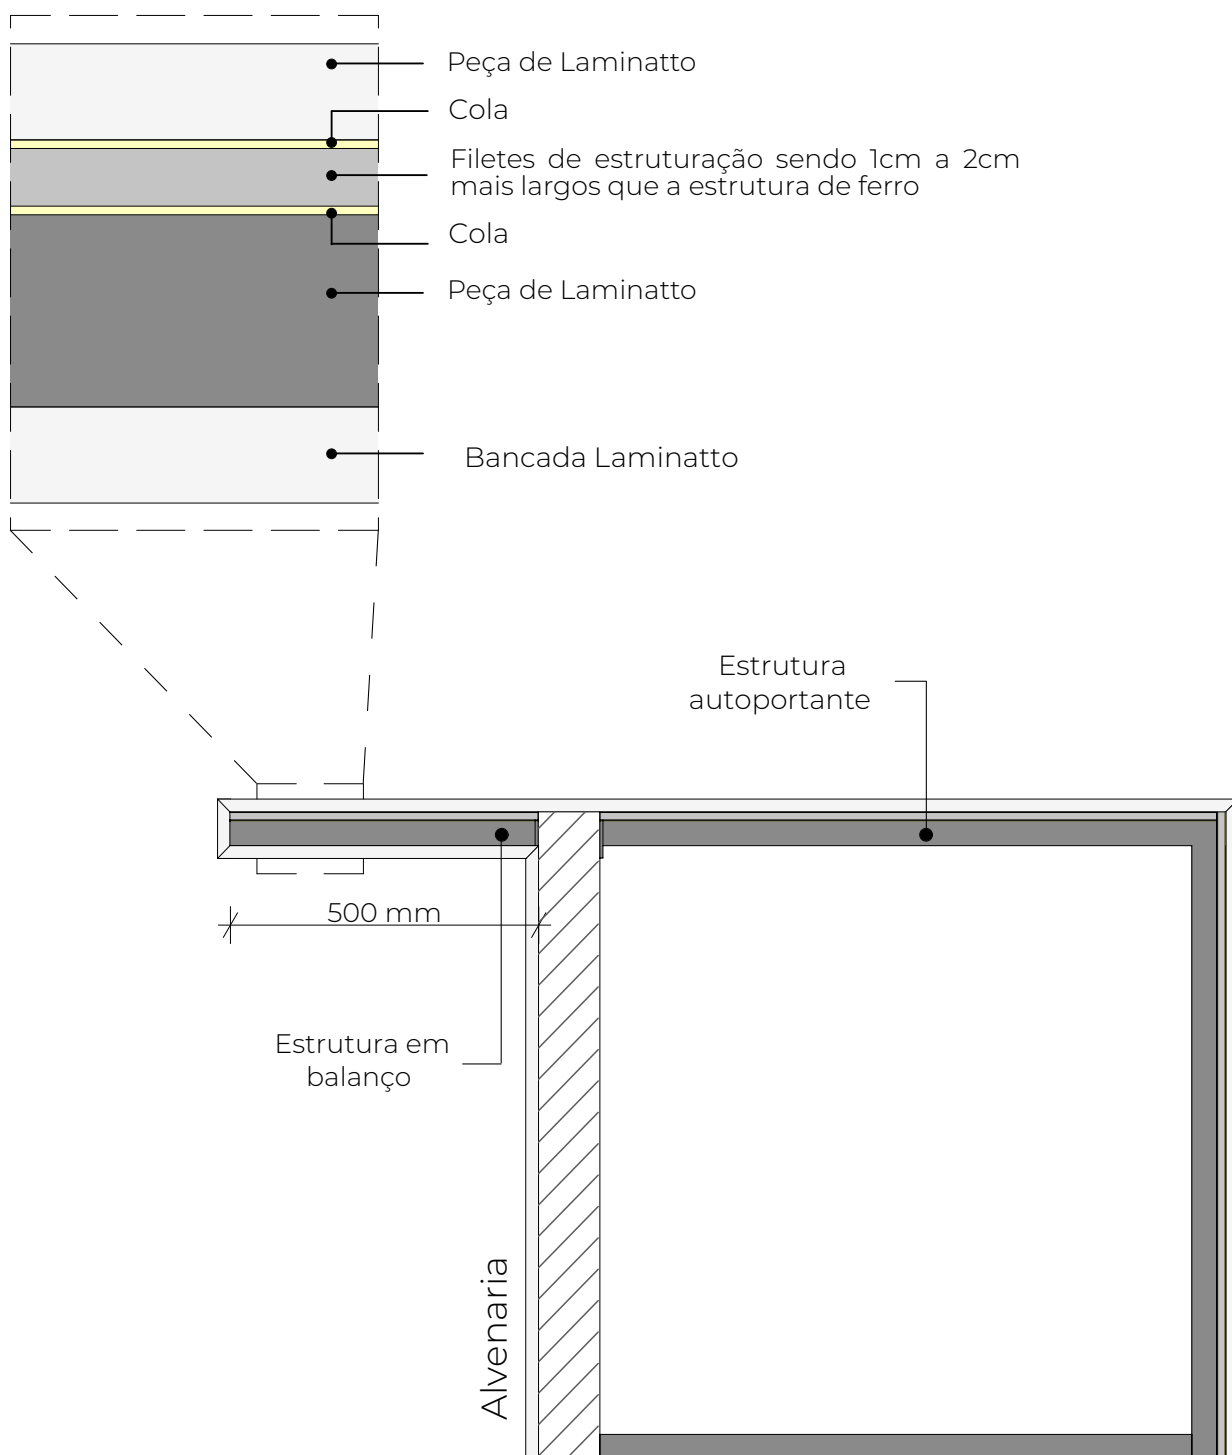 Peça de Laminatto
Cola
Filetes de estruturação sendo 1cm a 2cm
mais largos que a estrutura de ferro
Cola
Peça de Laminatto
Bancada Laminatto
Estrutura
autoportante
500 mm
Estrutura em
balanço
Alvenaria